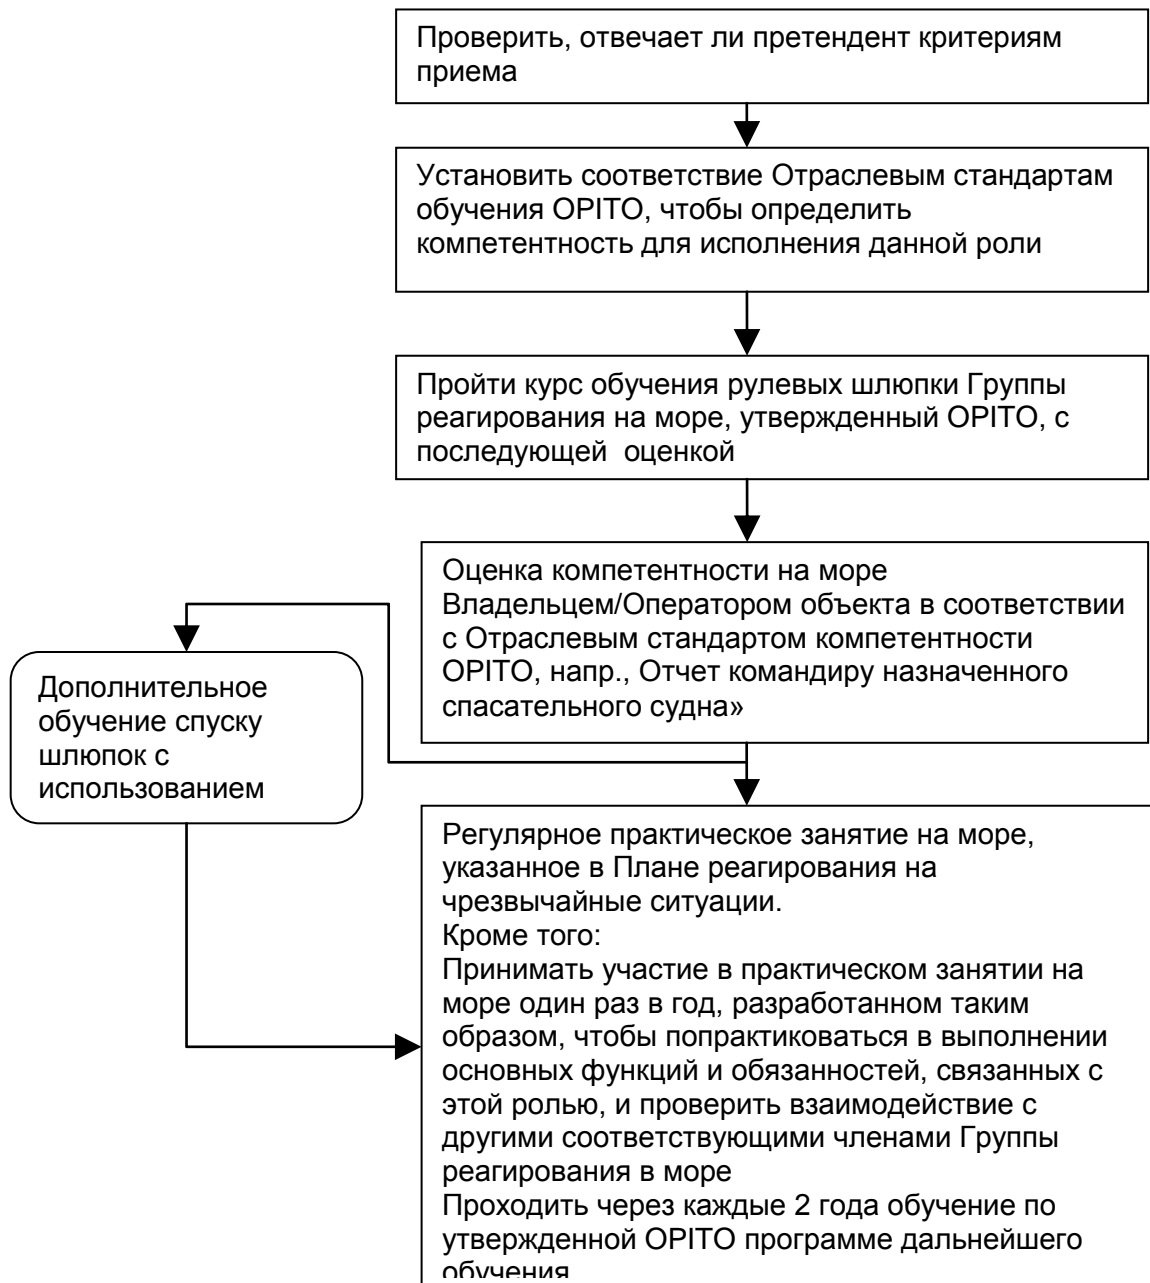 Проверить, отвечает ли претендент критериям
приема
Установить соответствие Отраслевым стандартам
обучения OPITO, чтобы определить
компетентность для исполнения данной роли
Пройти курс обучения рулевых шлюпки Группы
реагирования на море, утвержденный OPITO, с
последующей оценкой
Оценка компетентности на море
Владельцем/Оператором объекта в соответствии
с Отраслевым стандартом компетентности
OPITO, напр., Отчет командиру назначенного
спасательного судна»
Дополнительное
обучение спуску
шлюпок с
использованием
Регулярное практическое занятие на море,
указанное в Плане реагирования на
чрезвычайные ситуации.
Кроме того:
Принимать участие в практическом занятии на
море один раз в год, разработанном таким
образом, чтобы попрактиковаться в выполнении
основных функций и обязанностей, связанных с
этой ролью, и проверить взаимодействие с
другими соответствующими членами Группы
реагирования в море
Проходить через каждые 2 года обучение по
утвержденной OPITO программе дальнейшего
обучения